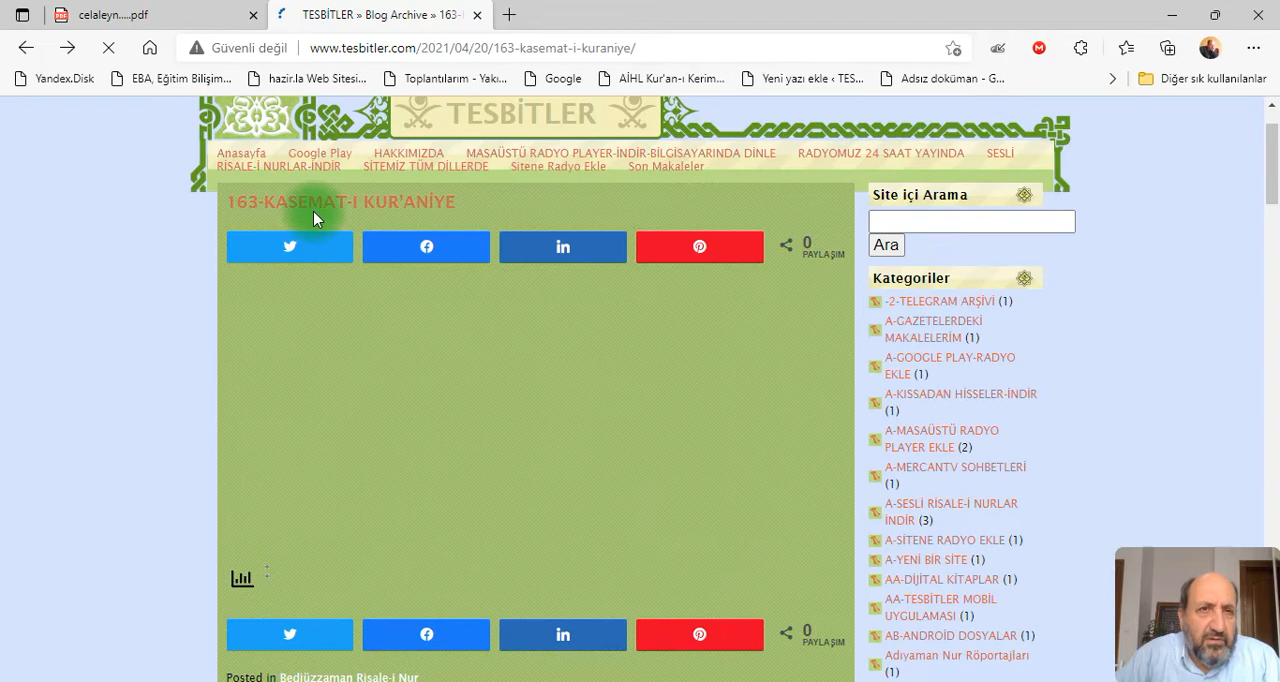 celaleyn.....pdf
TESBİTLER » Blog Archive » 163-
Güvenli değil
www.tesbitler.com/2021/04/20/163-kasemat-i-kuraniye/
Yandex.Disk
EBA, Eğitim Bilişim...
hazir.la Web Sitesi...
Toplantılarım - Yakı...
Google
AİHL Kur'an-ı Kerim...
Yeni yazı ekle ‹ TES...
Adsız doküman - G...
Diğer sık kullanılanlar
TESBİTLER
Anasayfa Google Play HAKKIMIZDA MASAÜSTÜ RADYO PLAYER-İNDİR-BİLGİSAYARINDA DİNLE RADYOMUZ 24 SAAT YAYINDA SESLİ
RİSALE-İ NURLAR-İNDİR SİTEMİZ TÜM DİLLERDE Sitene Radyo Ekle Son Makaleler
163-KASEMAT-I KUR'ANİYE
0
PAYLAŞIM
0
PAYLAŞIM
Posted in Bediüzzaman Risale-i Nur
Site içi Arama
Ara
Kategoriler
-2-TELEGRAM ARŞİVİ (1)
A-GAZETELERDEKİ
MAKALELERİM (1)
A-GOOGLE PLAY-RADYO
EKLE (1)
A-KISSADAN HİSSELER-İNDİR
(1)
A-MASAÜSTÜ RADYO
PLAYER EKLE (2)
A-MERCANTV SOHBETLERİ
(1)
A-SESLİ RİSALE-İ NURLAR
İNDİR (3)
A-SİTENE RADYO EKLE (1)
A-YENİ BİR SİTE (1)
AA-DİJİTAL KİTAPLAR (1)
AA-TESBİTLER MOBİL
UYGULAMASI (1)
AB-ANDROİD DOSYALAR (1)
Adıyaman Nur Röportajları
(1)